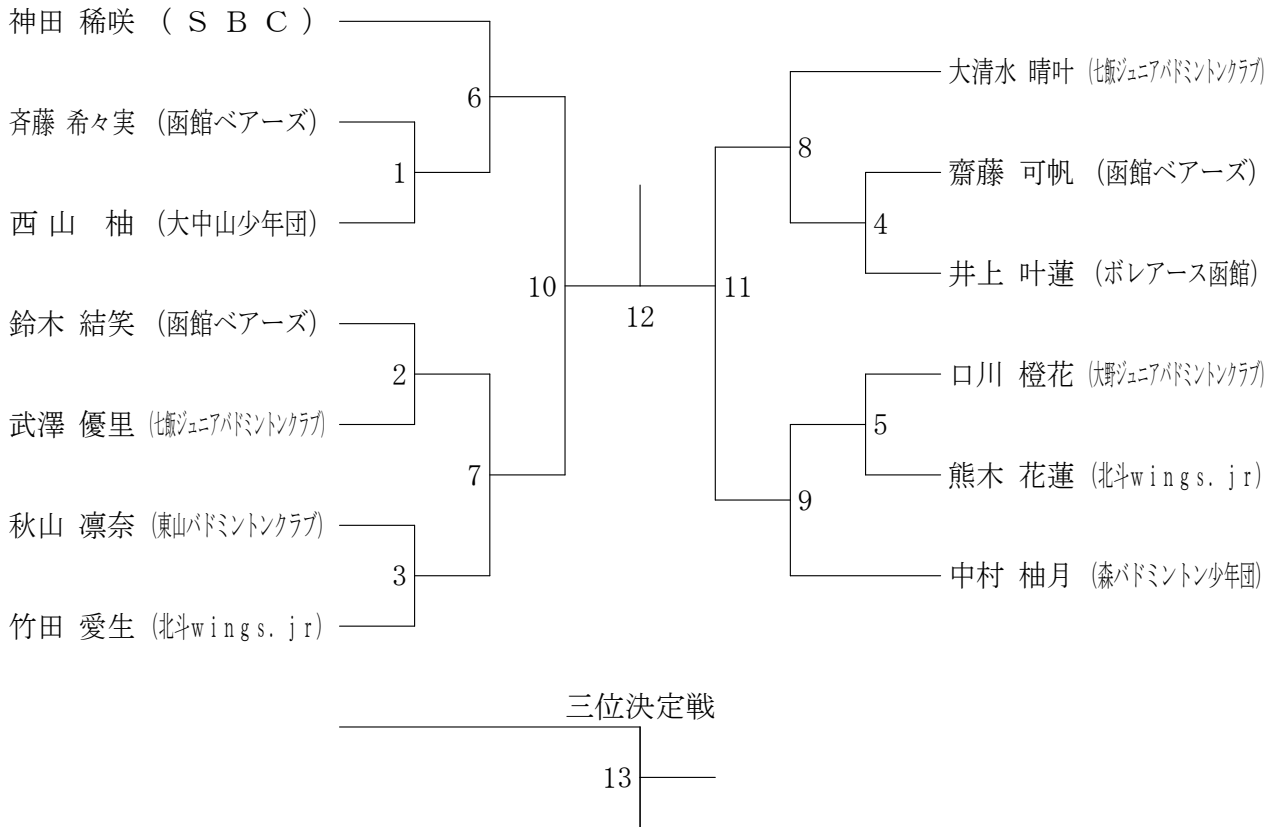 神田 稀咲 (ＳＢＣ)
6
斉藤 希々実 (函館ベアーズ)
1
西山 柚 (大中山少年団)
10
鈴木 結笑 (函館ベアーズ)
2
武澤 優里 (七飯ジュニアバドミントンクラブ)
7
秋山 凛奈 (東山バドミントンクラブ)
3
竹田 愛生 (北斗wings.jr)
12
大清水 晴叶 (七飯ジュニアバドミントンクラブ)
8
齋藤 可帆 (函館ベアーズ)
4
井上 叶蓮 (ボレアース函館)
11
口川 橙花 (大野ジュニアバドミントンクラブ)
5
熊木 花蓮 (北斗wings.jr)
9
中村 柚月 (森バドミントン少年団)
三位決定戦
13